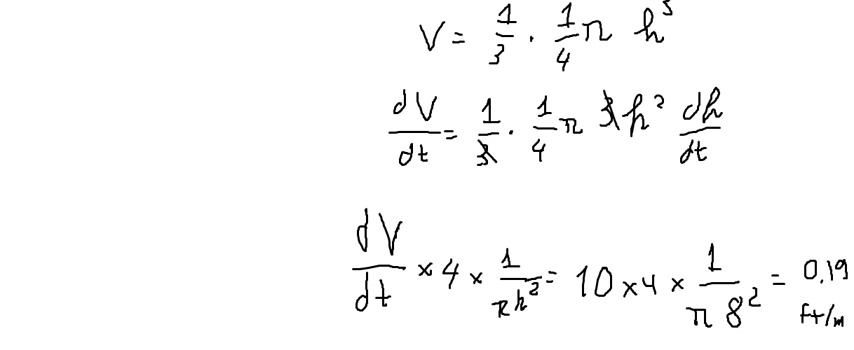 V = 1/3 · 1/4 π h³
dV/dt = 1/3 · 1/4 π 3h² dh/dt
dV/dt × 4 × 1/πh² = 10 × 4 × 1/π8² = 0.19 ft/m